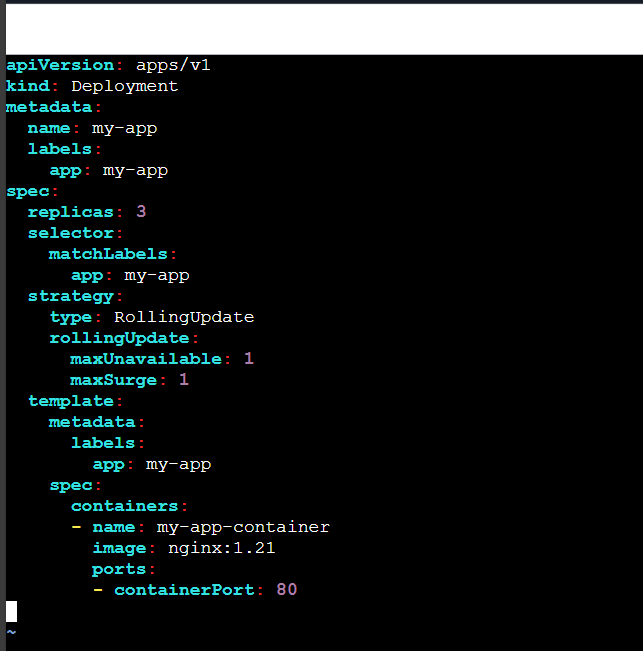 apiVersion: apps/v1
kind: Deployment
metadata:
  name: my-app
  labels:
    app: my-app
spec:
  replicas: 3
  selector:
    matchLabels:
      app: my-app
  strategy:
    type: RollingUpdate
    rollingUpdate:
      maxUnavailable: 1
      maxSurge: 1
  template:
    metadata:
      labels:
        app: my-app
    spec:
      containers:
      - name: my-app-container
        image: nginx:1.21
        ports:
        - containerPort: 80
~